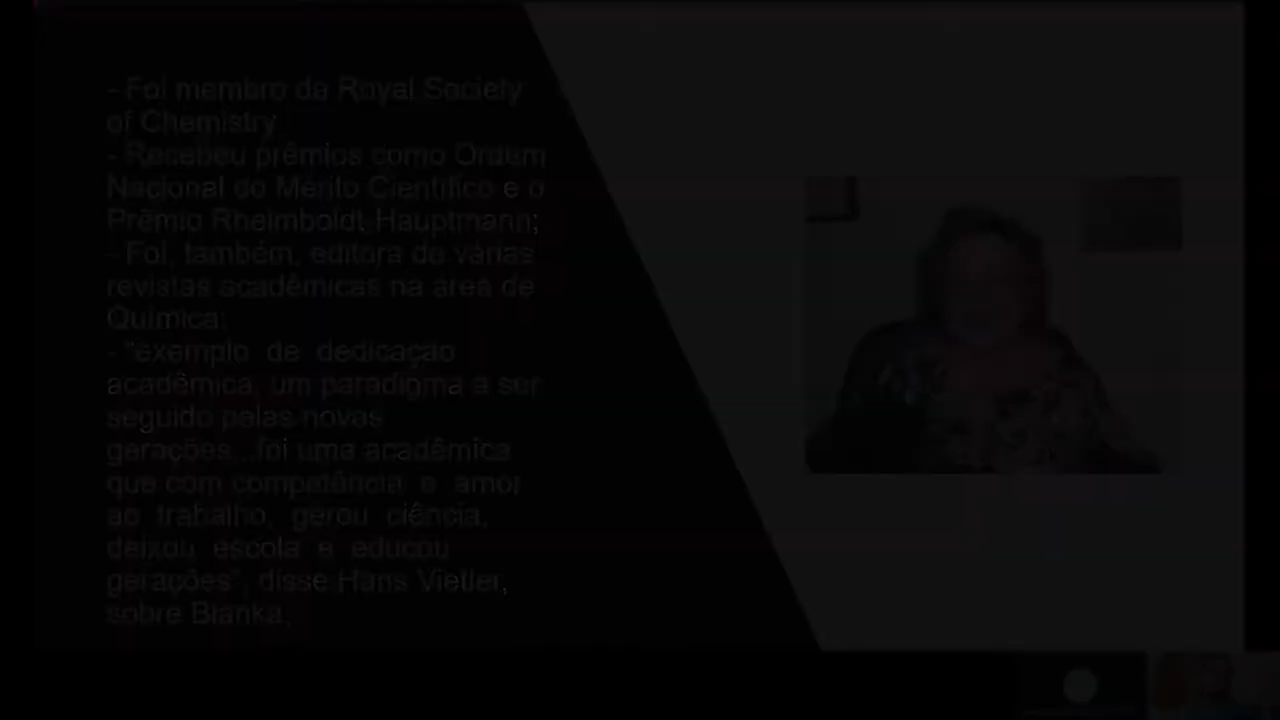 - Foi membro da Royal Society
of Chemistry
- Recebeu prêmios como Ordem
Nacional do Mérito Científico e o
Prêmio Rheimboldt-Hauptmann;
- Foi, também, editora de várias
revistas acadêmicas na área de
Química;
- "exemplo de dedicação
acadêmica, um paradigma a ser
seguido pelas novas
gerações...foi uma acadêmica
que com competência e amor
ao trabalho, gerou ciência,
deixou escola e educou
gerações", disse Hans Vietler,
sobre Blanka.